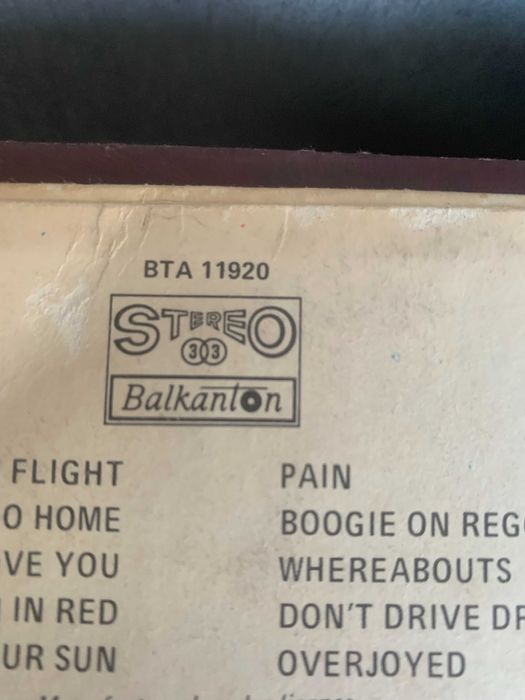 BTA 11920
STEREO
33
Balkanton
FLIGHT PAIN
O HOME BOOGIE ON REG
VE YOU WHEREABOUTS
IN RED DON'T DRIVE DR
UR SUN OVERJOYED